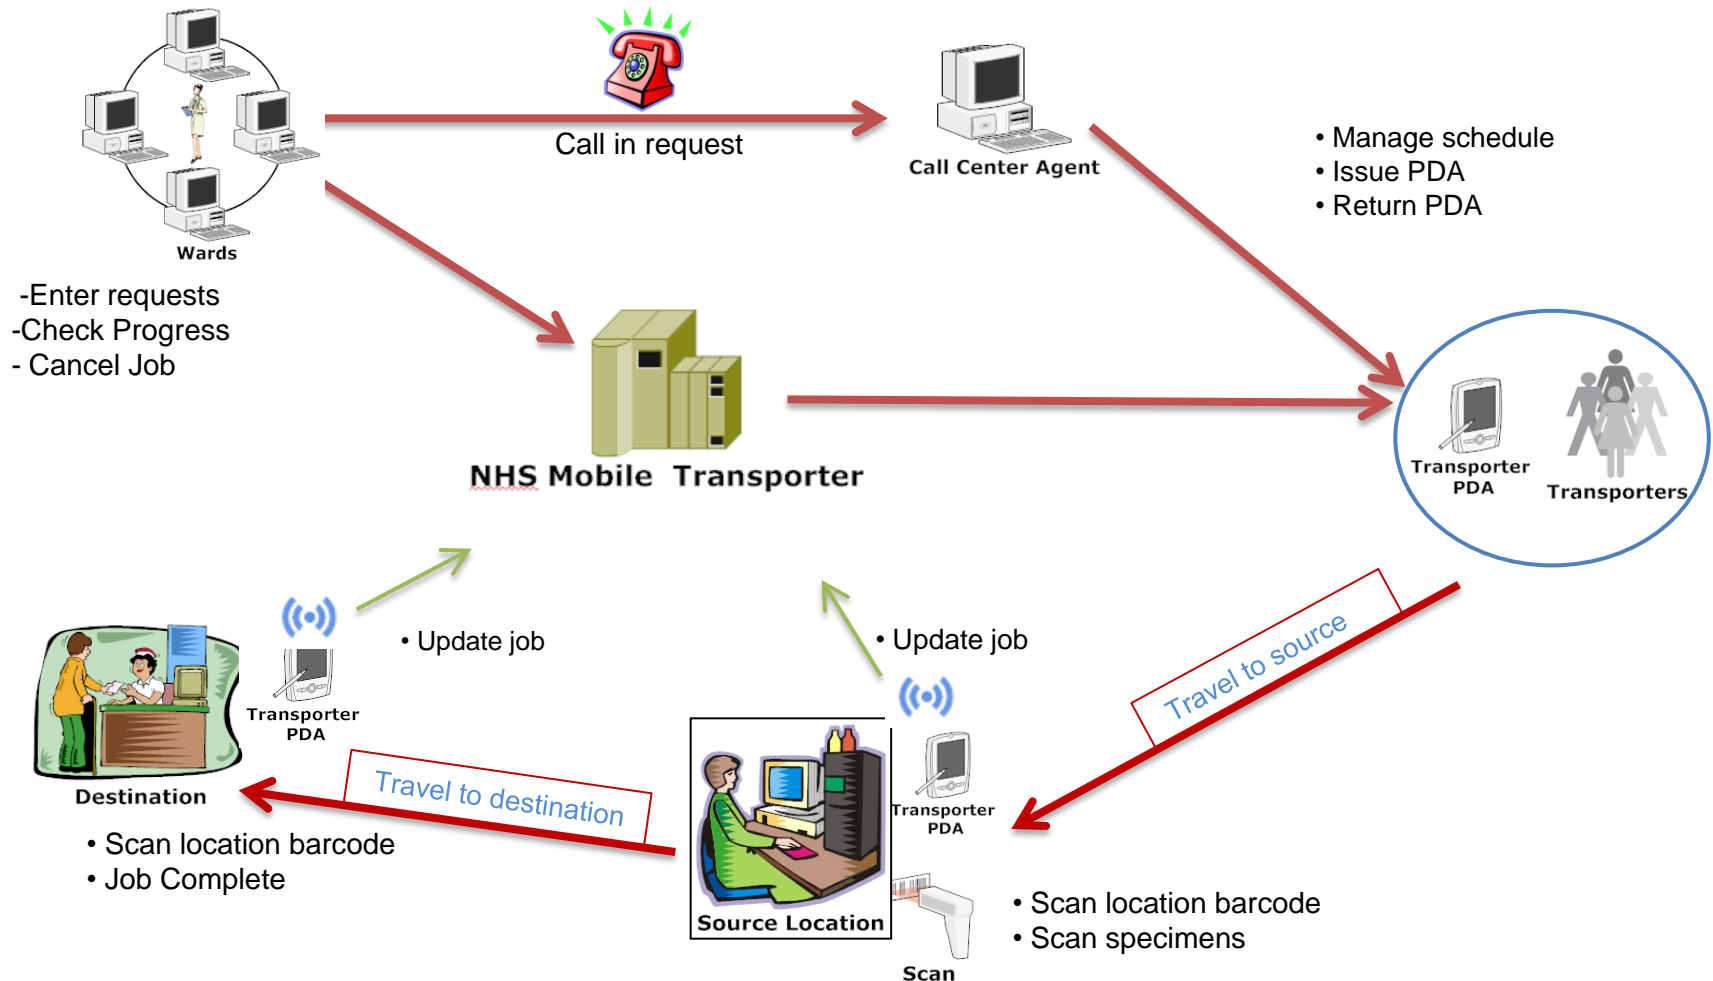 Call in request
Call Center Agent
• Manage schedule
• Issue PDA
• Return PDA
Wards
-Enter requests
-Check Progress
- Cancel Job
NHS Mobile Transporter
Transporter
PDA
Transporters
• Update job
• Update job
Travel to source
Transporter
PDA
Destination
Travel to destination
Transporter
PDA
• Scan location barcode
• Job Complete
Source Location
• Scan location barcode
• Scan specimens
Scan